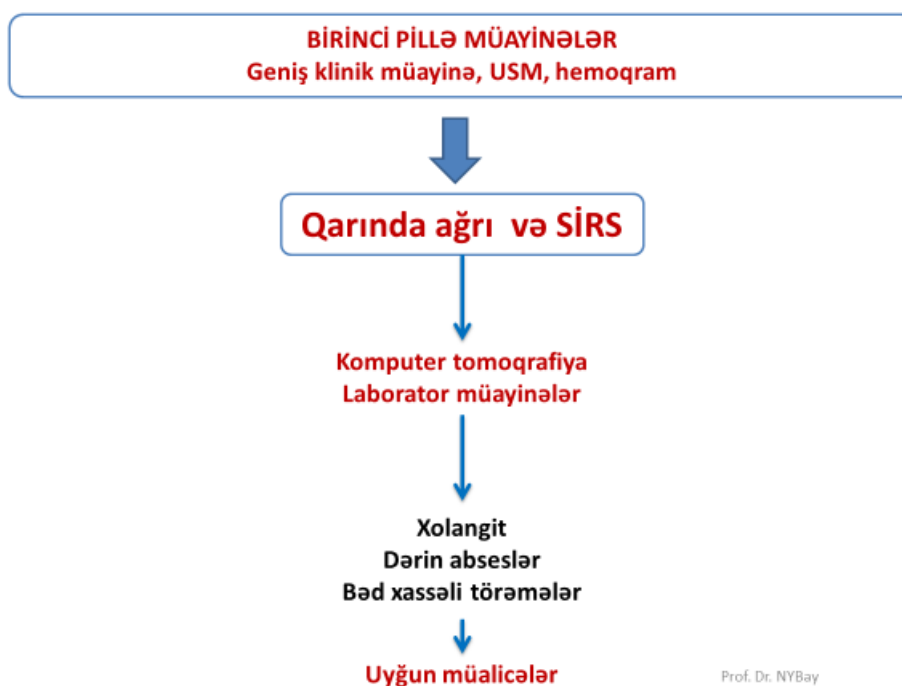 BİRİNCİ PİLLƏ MÜAYİNƏLƏR
Geniş klinik müayinə, USM, hemoqram
Qarında ağrı və SİRS
Komputer tomoqrafiya
Laborator müayinələr
Xolangit
Dərin abseslər
Bəd xassəli törəmələr
Uyğun müalicələr
Prof. Dr. NYBay